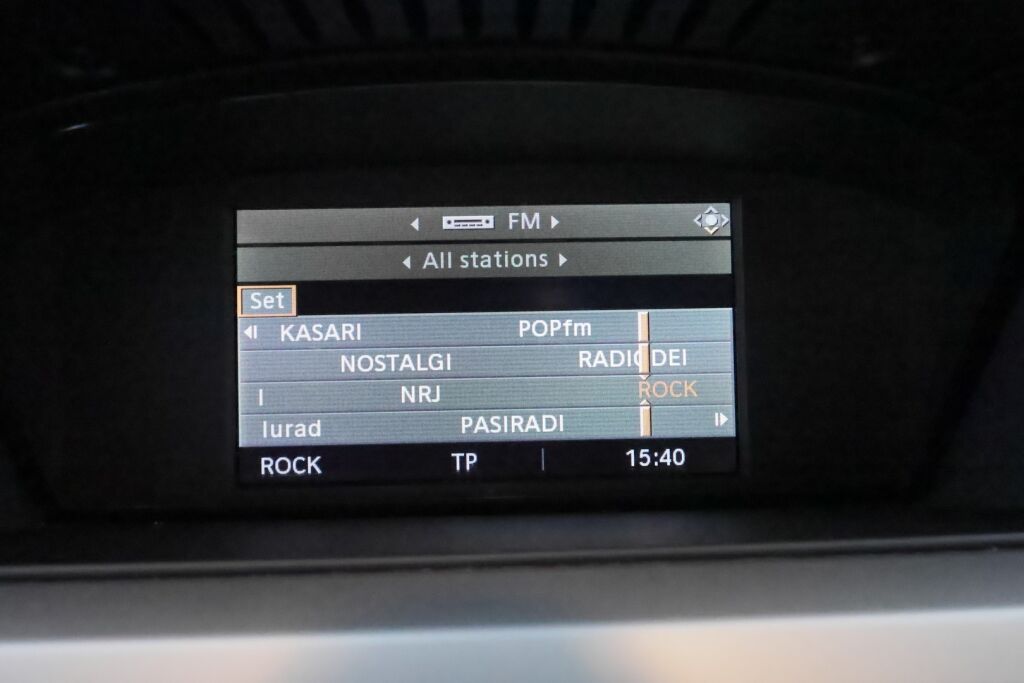 FM
All stations
Set
KASARI POPfm
NOSTALGI RADIO DEI
I NRJ ROCK
lurad PASIRADI
ROCK TP 15:40